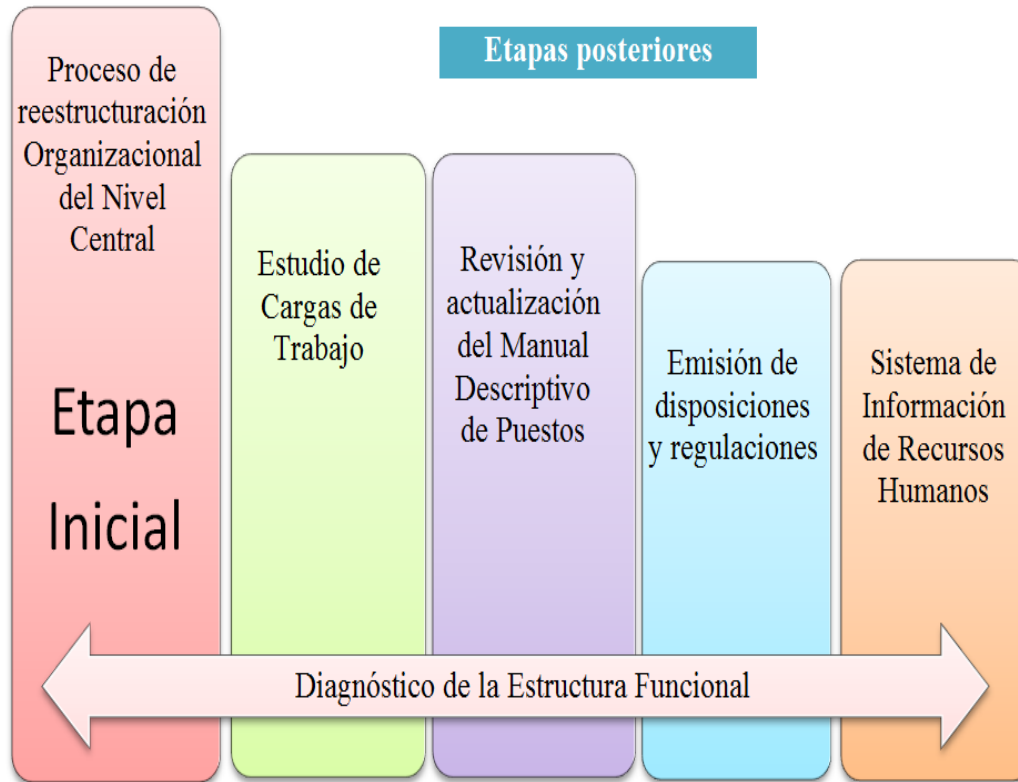 Etapas posteriores
Proceso de
reestructuración
Organizacional
del Nivel
Central
Etapa
Inicial
Estudio de
Cargas de
Trabajo
Revisión y
actualización
del Manual
Descriptivo
de Puestos
Emisión de
disposiciones
y regulaciones
Sistema de
Información
de Recursos
Humanos
Diagnóstico de la Estructura Funcional